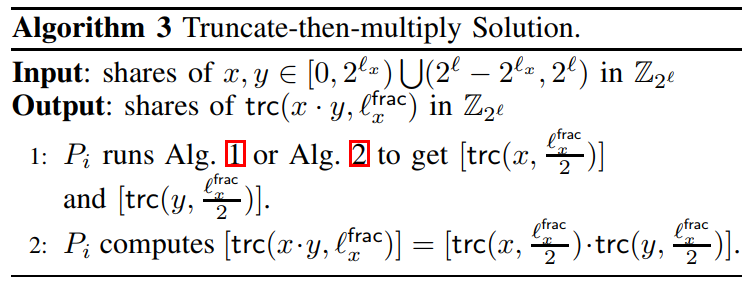 Algorithm 3 Truncate-then-multiply Solution.
Input: shares of $x, y \in [0, 2^{\ell_x}) \bigcup (2^{\ell} - 2^{\ell_x}, 2^{\ell})$ in $\mathbb{Z}_{2^\ell}$
Output: shares of $\mathsf{trc}(x \cdot y, \ell_x^{\mathsf{frac}})$ in $\mathbb{Z}_{2^\ell}$
1: $P_i$ runs Alg. 1 or Alg. 2 to get $[\mathsf{trc}(x, \frac{\ell_x^{\mathsf{frac}}}{2})]$
and $[\mathsf{trc}(y, \frac{\ell_x^{\mathsf{frac}}}{2})]$.
2: $P_i$ computes $[\mathsf{trc}(x \cdot y, \ell_x^{\mathsf{frac}})] = [\mathsf{trc}(x, \frac{\ell_x^{\mathsf{frac}}}{2}) \cdot \mathsf{trc}(y, \frac{\ell_x^{\mathsf{frac}}}{2})]$.